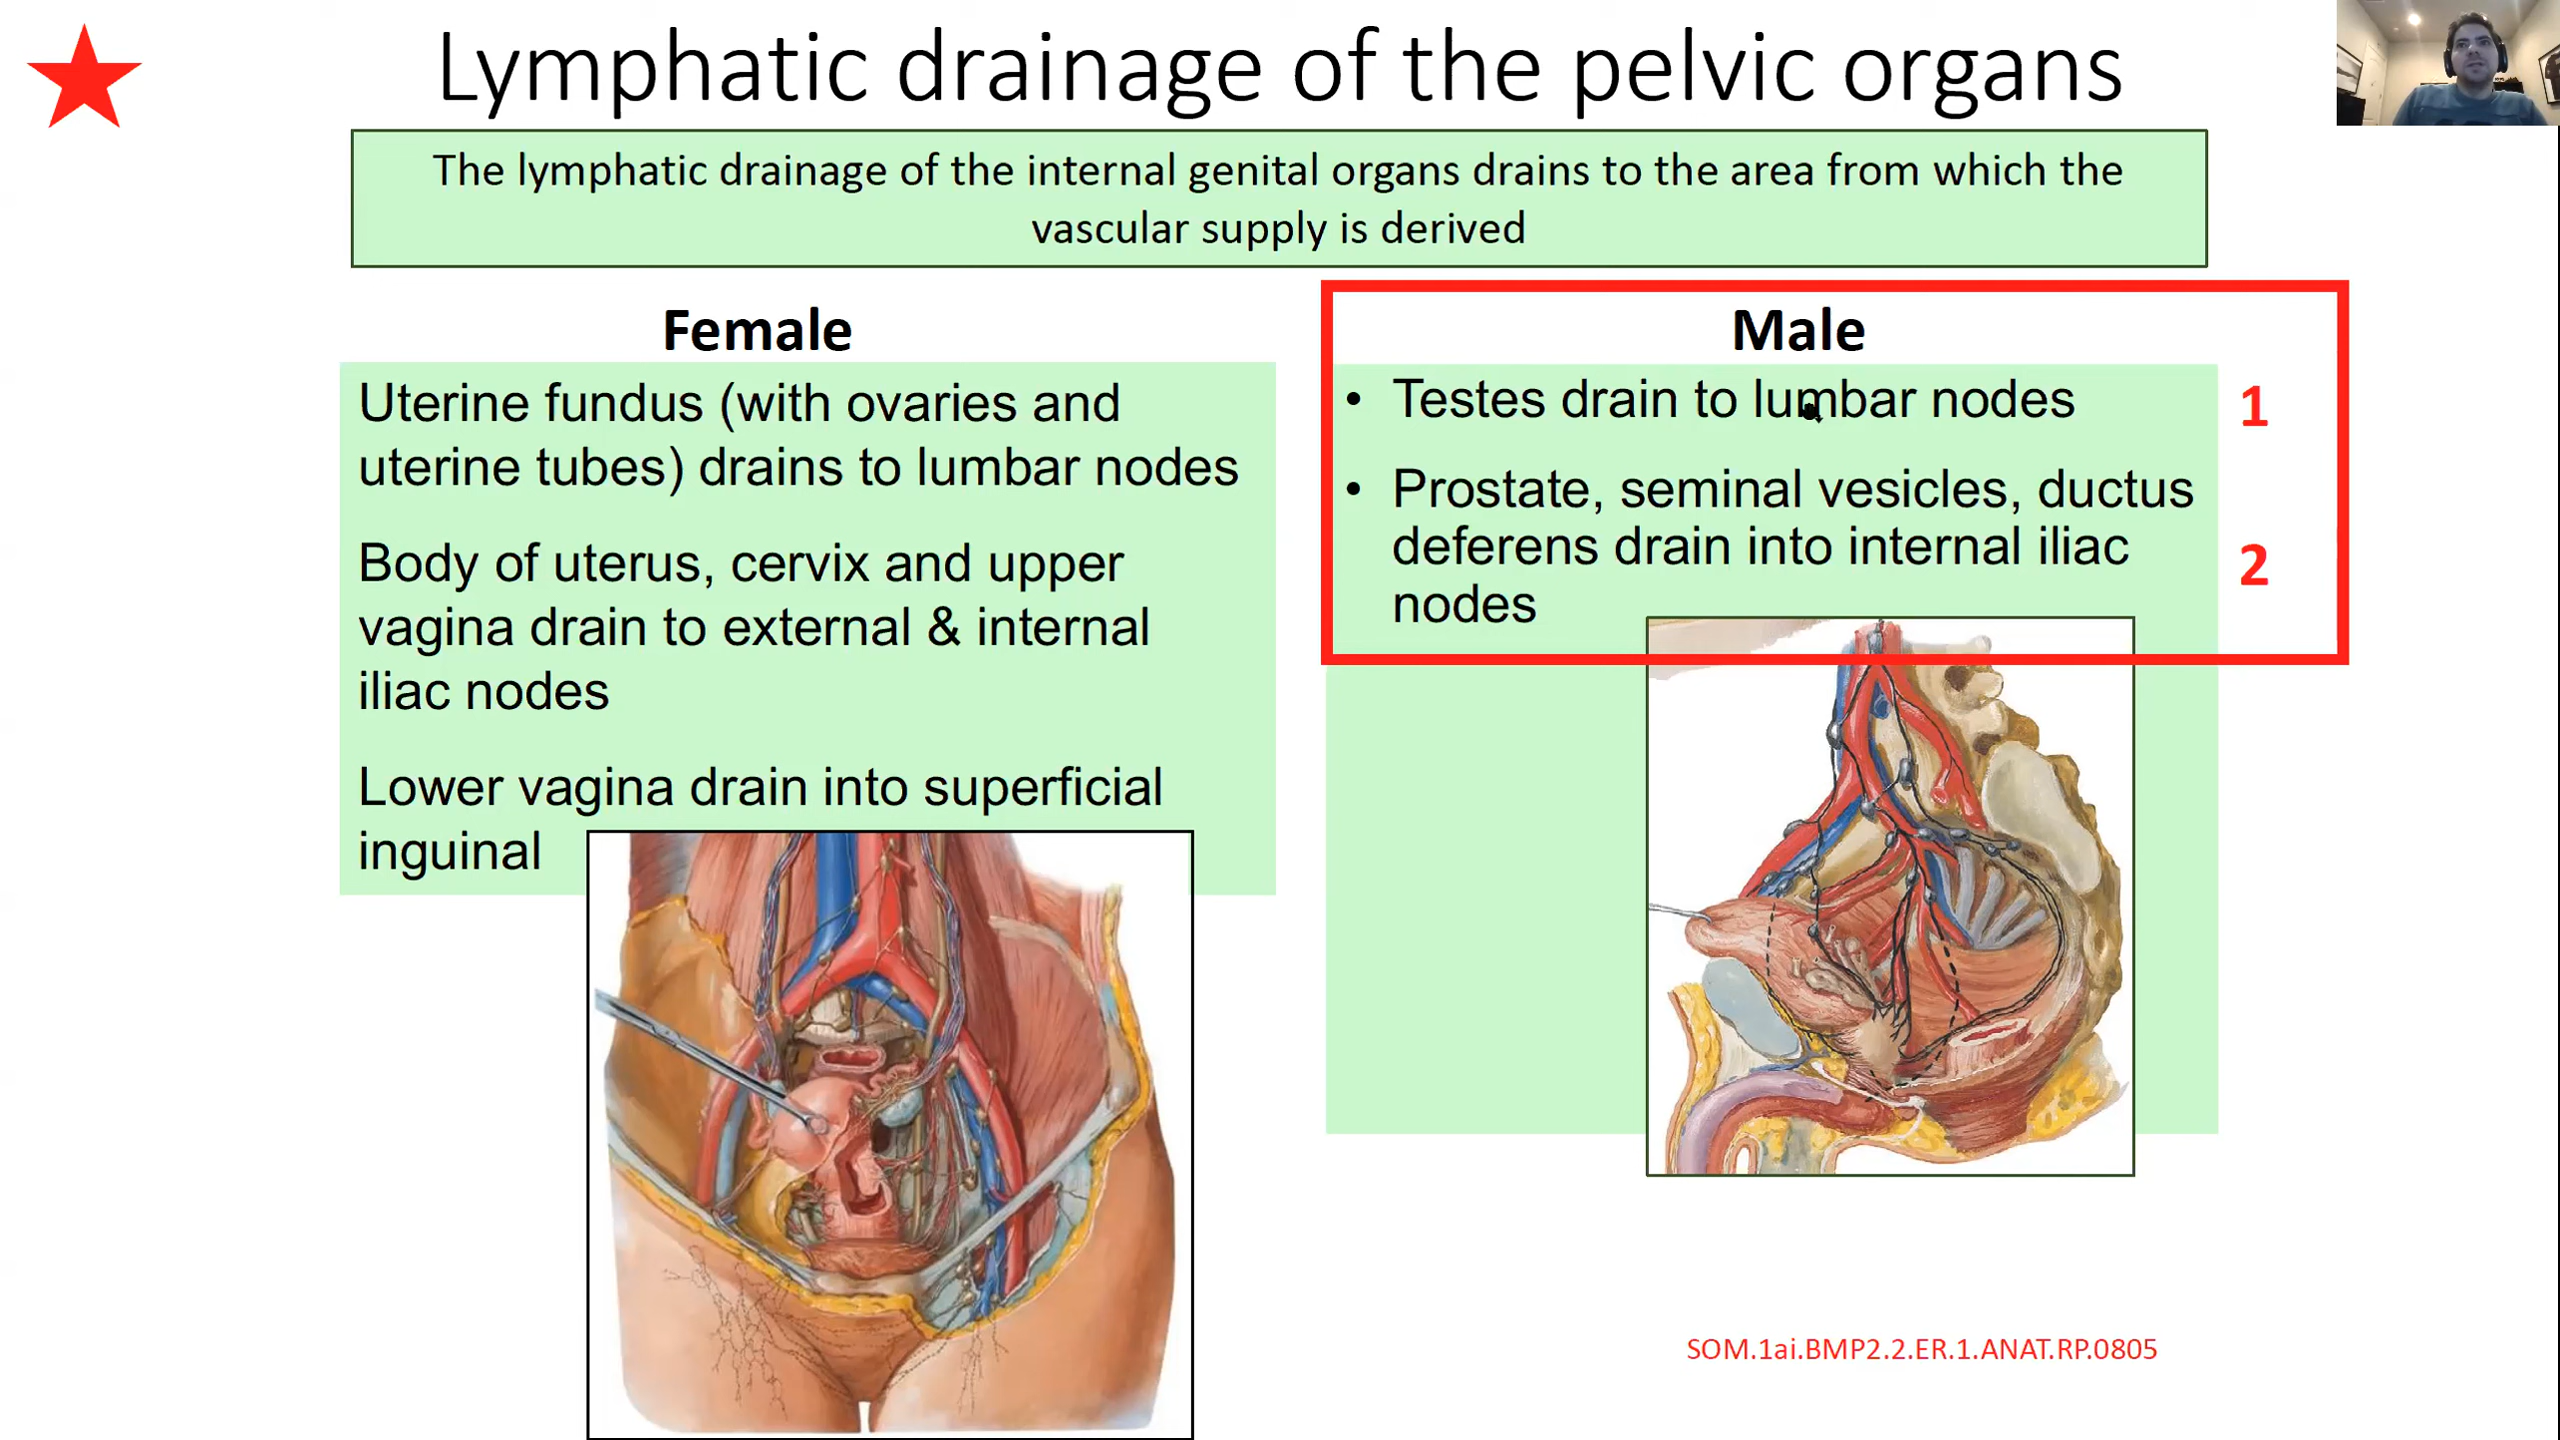 Lymphatic drainage of the pelvic organs
The lymphatic drainage of the internal genital organs drains to the area from which the
vascular supply is derived
Female
Uterine fundus (with ovaries and
uterine tubes) drains to lumbar nodes
Body of uterus, cervix and upper
vagina drain to external & internal
iliac nodes
Lower vagina drain into superficial
inguinal
Male
• Testes drain to lumbar nodes
1
• Prostate, seminal vesicles, ductus
deferens drain into internal iliac
nodes
2
SOM.1ai.BMP2.2.ER.1.ANAT.RP.0805